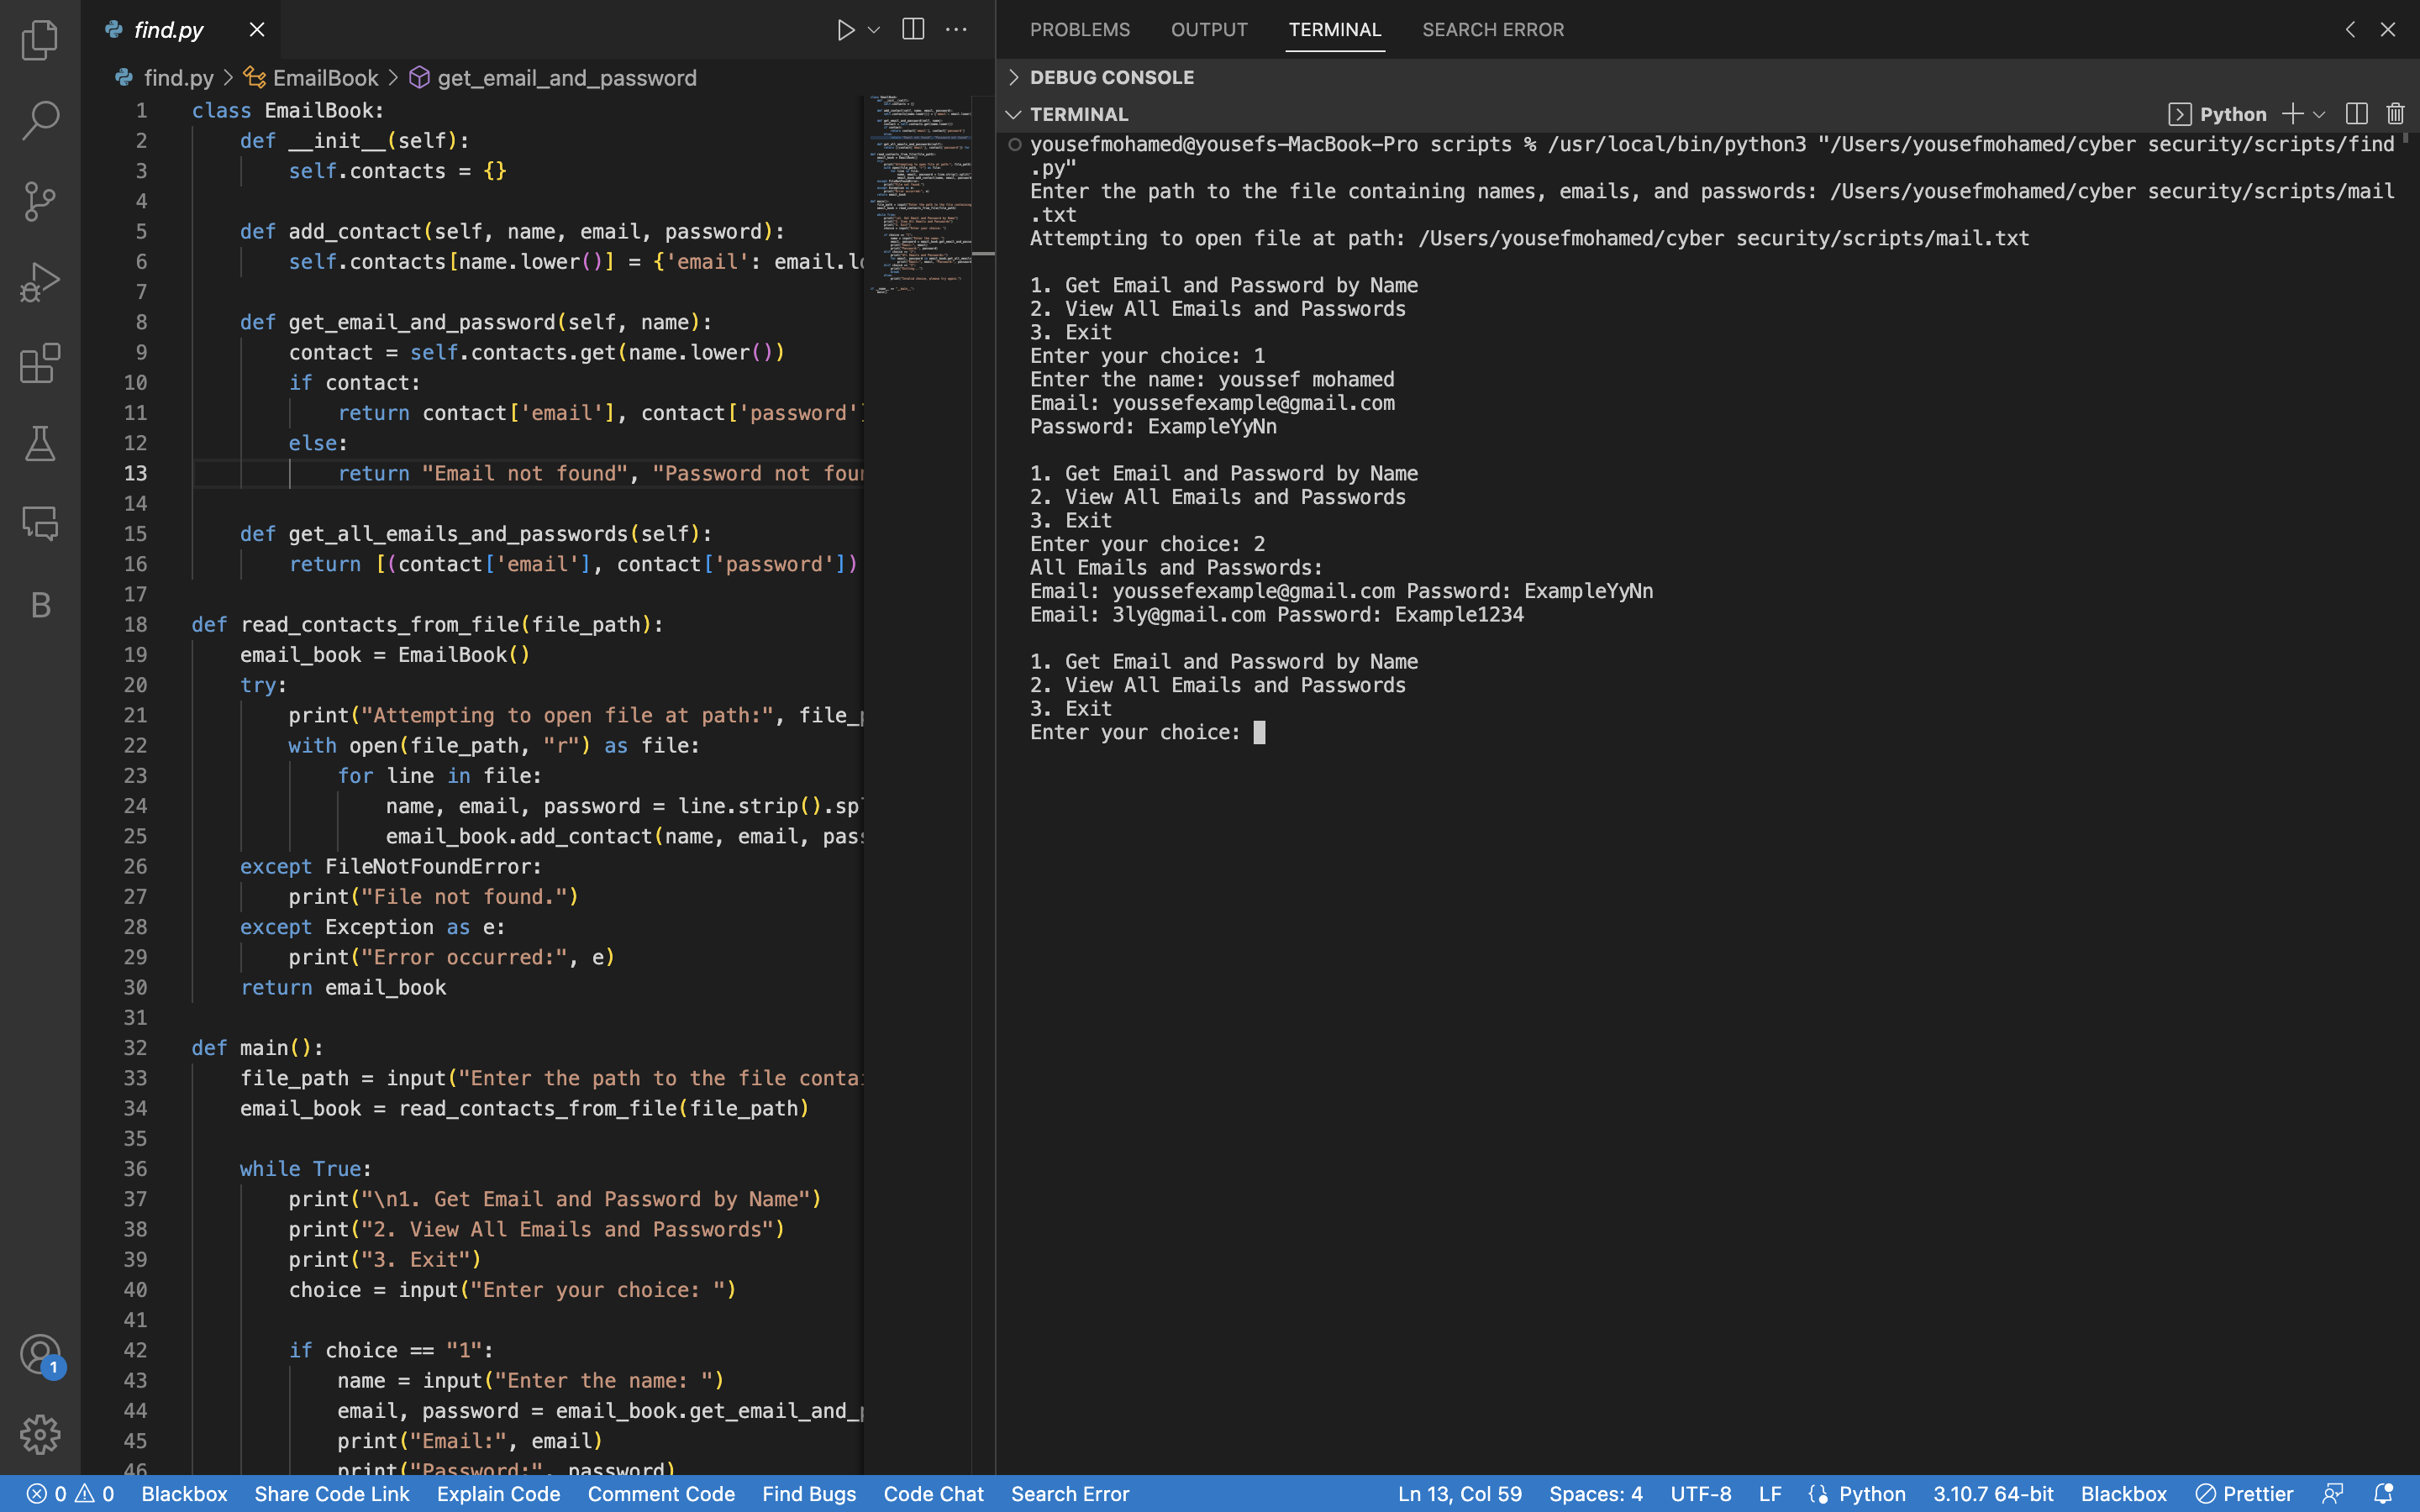 find.py
find.py > EmailBook > get_email_and_password
1 class EmailBook:
2 def __init__(self):
3 self.contacts = {}
4
5 def add_contact(self, name, email, password):
6 self.contacts[name.lower()] = {'email': email.lo
7
8 def get_email_and_password(self, name):
9 contact = self.contacts.get(name.lower())
10 if contact:
11 return contact['email'], contact['password']
12 else:
13 return "Email not found", "Password not foun
14
15 def get_all_emails_and_passwords(self):
16 return [(contact['email'], contact['password'])
17
18 def read_contacts_from_file(file_path):
19 email_book = EmailBook()
20 try:
21 print("Attempting to open file at path:", file_p
22 with open(file_path, "r") as file:
23 for line in file:
24 name, email, password = line.strip().spl
25 email_book.add_contact(name, email, pass
26 except FileNotFoundError:
27 print("File not found.")
28 except Exception as e:
29 print("Error occurred:", e)
30 return email_book
31
32 def main():
33 file_path = input("Enter the path to the file contai
34 email_book = read_contacts_from_file(file_path)
35
36 while True:
37 print("\n1. Get Email and Password by Name")
38 print("2. View All Emails and Passwords")
39 print("3. Exit")
40 choice = input("Enter your choice: ")
41
42 if choice == "1":
43 name = input("Enter the name: ")
44 email, password = email_book.get_email_and_p
45 print("Email:", email)
46 print("Password:", password)
PROBLEMS OUTPUT TERMINAL SEARCH ERROR
DEBUG CONSOLE
TERMINAL
Python
yousefmohamed@yousefs-MacBook-Pro scripts % /usr/local/bin/python3 "/Users/yousefmohamed/cyber security/scripts/find
.py"
Enter the path to the file containing names, emails, and passwords: /Users/yousefmohamed/cyber security/scripts/mail
.txt
Attempting to open file at path: /Users/yousefmohamed/cyber security/scripts/mail.txt
1. Get Email and Password by Name
2. View All Emails and Passwords
3. Exit
Enter your choice: 1
Enter the name: youssef mohamed
Email: youssefexample@gmail.com
Password: ExampleYyNn
1. Get Email and Password by Name
2. View All Emails and Passwords
3. Exit
Enter your choice: 2
All Emails and Passwords:
Email: youssefexample@gmail.com Password: ExampleYyNn
Email: 3ly@gmail.com Password: Example1234
1. Get Email and Password by Name
2. View All Emails and Passwords
3. Exit
Enter your choice:
B
1
0 0 Blackbox Share Code Link Explain Code Comment Code Find Bugs Code Chat Search Error Ln 13, Col 59 Spaces: 4 UTF-8 LF Python 3.10.7 64-bit Blackbox Prettier